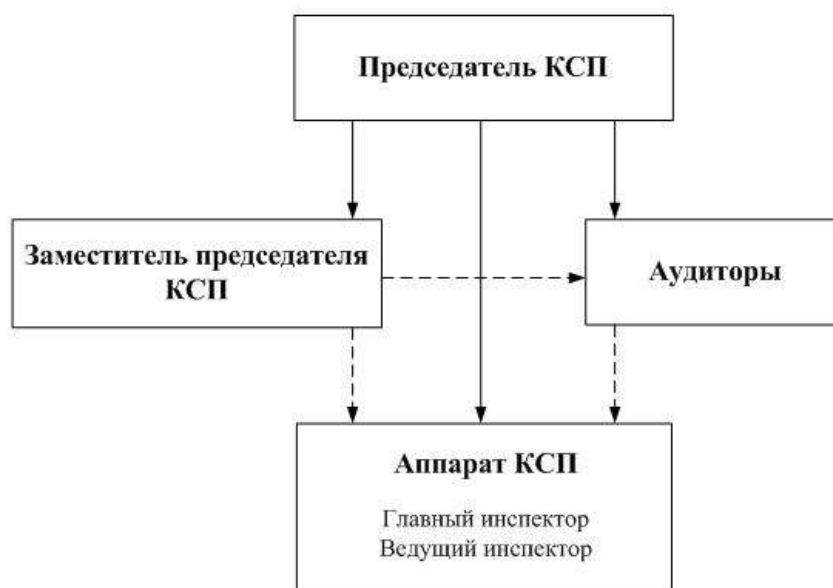 Председатель КСП
Заместитель председателя
КСП
Аудиторы
Аппарат КСП
Главный инспектор
Ведущий инспектор